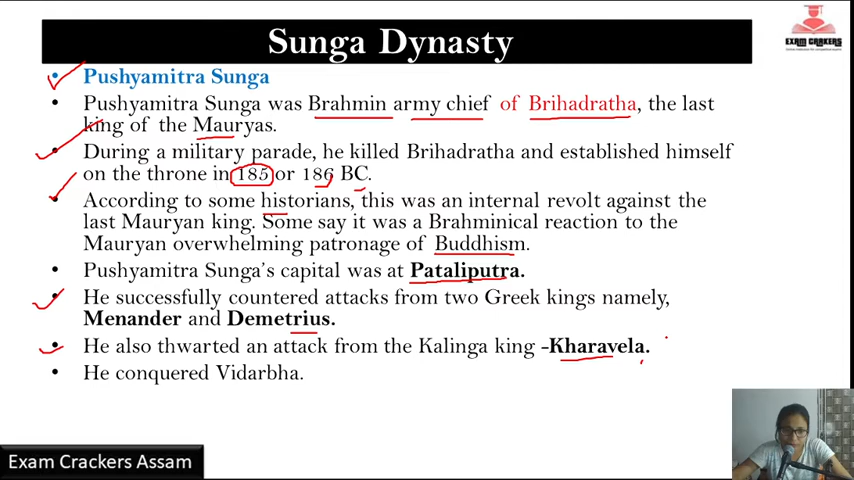 Sunga Dynasty
EXAM CRAKERS
• Pushyamitra Sunga
• Pushyamitra Sunga was Brahmin army chief of Brihadratha, the last
king of the Mauryas.
• During a military parade, he killed Brihadratha and established himself
on the throne in 185 or 186 BC.
• According to some historians, this was an internal revolt against the
last Mauryan king. Some say it was a Brahminical reaction to the
Mauryan overwhelming patronage of Buddhism.
• Pushyamitra Sunga's capital was at Pataliputra.
• He successfully countered attacks from two Greek kings namely,
Menander and Demetrius.
• He also thwarted an attack from the Kalinga king -Kharavela.
• He conquered Vidarbha.
Exam Crackers Assam